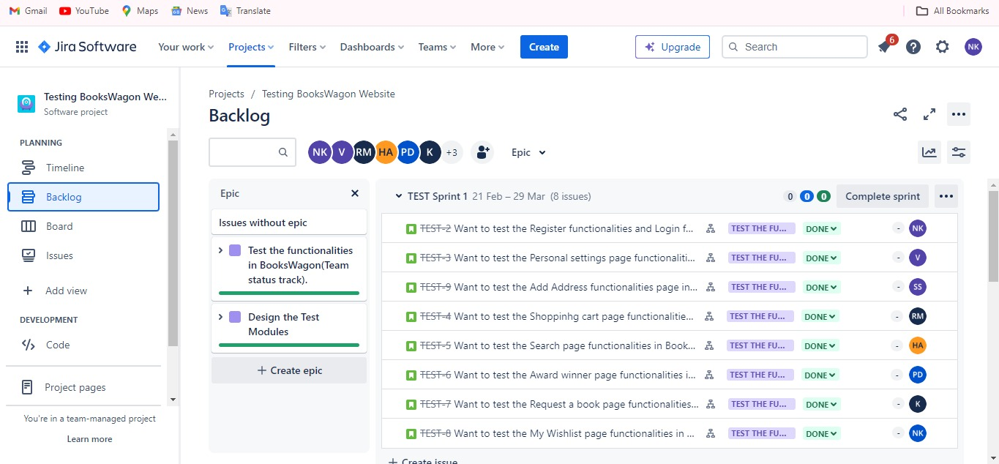 Gmail YouTube Maps News Translate All Bookmarks
Jira Software Your work Projects Filters Dashboards Teams More Create Upgrade Search 6 NK
Testing BooksWagon We...
Software project
PLANNING
Timeline
Backlog
Board
Issues
Add view
DEVELOPMENT
Code
Project pages
You're in a team-managed project
Learn more
Projects / Testing BooksWagon Website
Backlog
NK V RM HA PD K +3 Epic
Epic
Issues without epic
Test the functionalities
in BooksWagon(Team
status track).
Design the Test
Modules
+ Create epic
TEST Sprint 1 21 Feb – 29 Mar (8 issues) 0 0 0 Complete sprint
TEST-2 Want to test the Register functionalities and Login f... TEST THE FU... DONE - NK
TEST-3 Want to test the Personal settings page functionaliti... TEST THE FU... DONE - V
TEST-9 Want to test the Add Address functionalities page in... TEST THE FU... DONE - SS
TEST-4 Want to test the Shoppinhg cart page functionalitie... TEST THE FU... DONE - RM
TEST-5 Want to test the Search page functionalities in Book... TEST THE FU... DONE - HA
TEST-6 Want to test the Award winner page functionalities i... TEST THE FU... DONE - PD
TEST-7 Want to test the Request a book page functionalities... TEST THE FU... DONE - K
TEST-8 Want to test the My Wishlist page functionalities in ... TEST THE FU... DONE - NK
+ Create issue